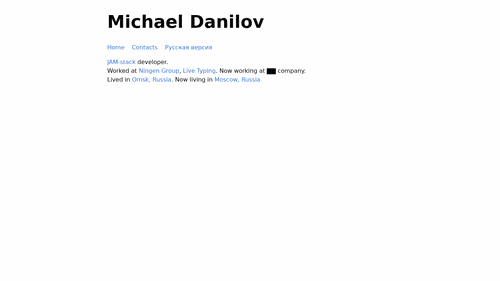 Michael Danilov
Home Contacts Русская версия
JAM-stack developer.
Worked at Ningen Group, Live Typing. Now working at company.
Lived in Omsk, Russia. Now living in Moscow, Russia